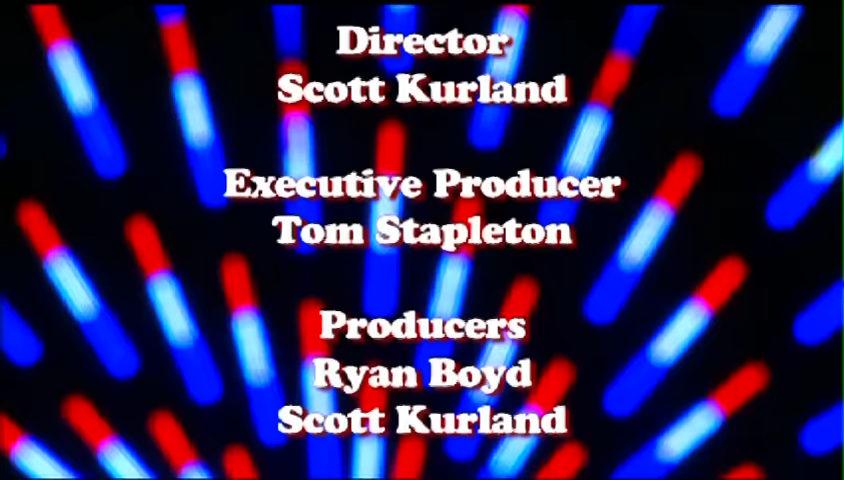 Director
Scott Kurland
Executive Producer
Tom Stapleton
Producers
Ryan Boyd
Scott Kurland